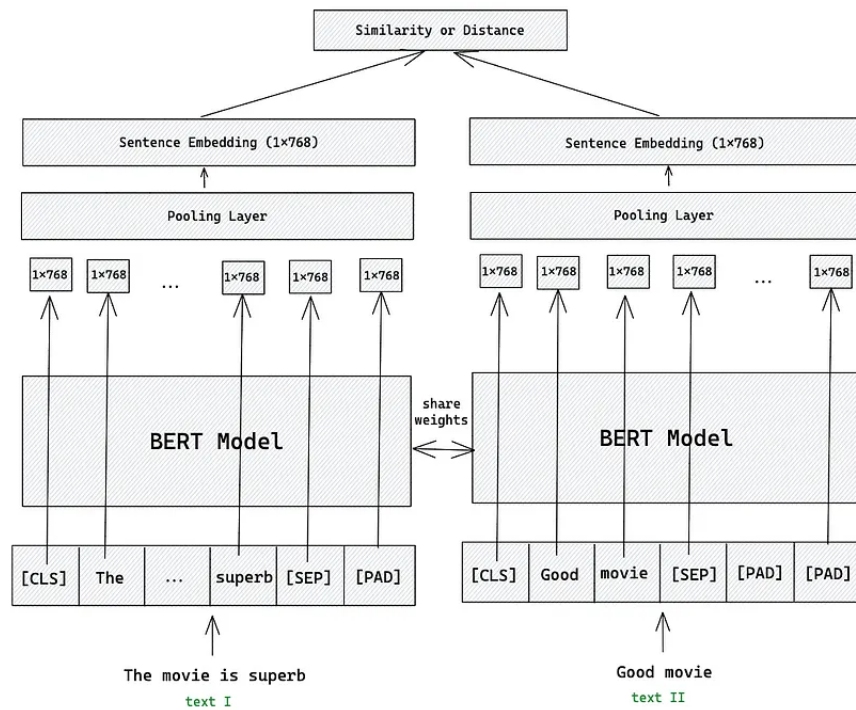 Similarity or Distance
Sentence Embedding (1×768)
Sentence Embedding (1×768)
Pooling Layer
Pooling Layer
1×768 1×768 ... 1×768 1×768 1×768
1×768 1×768 1×768 1×768 ... 1×768
share
weights
BERT Model
BERT Model
[CLS] The ... superb [SEP] [PAD]
[CLS] Good movie [SEP] [PAD] [PAD]
The movie is superb
Good movie
text I
text II